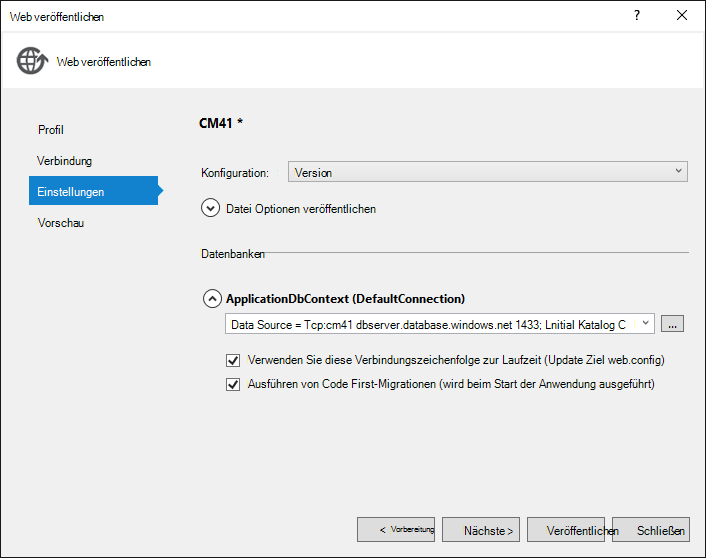 Web veröffentlichen
?
Web veröffentlichen
Profil
Verbindung
Einstellungen
Vorschau
CM41 *
Konfiguration:
Version
Datei Optionen veröffentlichen
Datenbanken
ApplicationDbContext (DefaultConnection)
Data Source = Tcp:cm41 dbserver.database.windows.net 1433; Lnitial Katalog C
...
Verwenden Sie diese Verbindungszeichenfolge zur Laufzeit (Update Ziel web.config)
Ausführen von Code First-Migrationen (wird beim Start der Anwendung ausgeführt)
< Vorbereitung
Nächste >
Veröffentlichen
Schließen